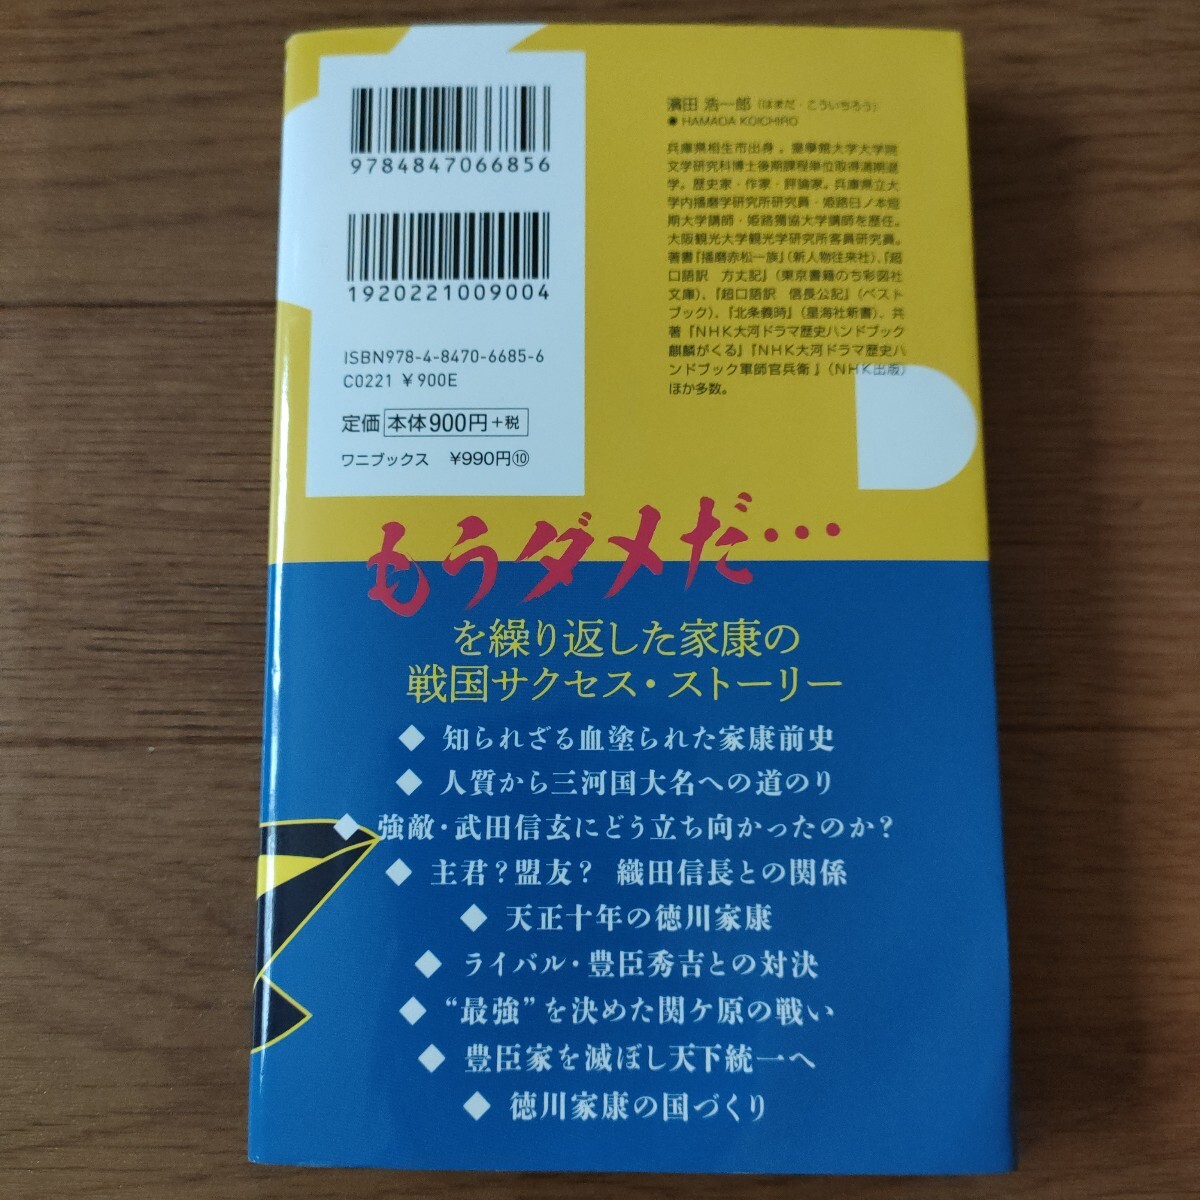 9784847066856
1920221009004
ISBN978-4-8470-6685-6
C0221 ￥900E
定価 本体900円+税
ワニブックス ￥990円⑩
濱田 浩一郎 (はまだ・こういちろう)
● HAMADA KOICHIRO
兵庫県相生市出身。皇學館大学大学院
文学研究科博士後期課程単位取得満期退
学。歴史家・作家・評論家。兵庫県立大
学内播磨学研究所研究員・姫路日ノ本短
期大学講師・姫路獨協大学講師を歴任。
大阪観光大学観光学研究所客員研究員。
著書『播磨赤松一族』(新人物往来社)、『超
口語訳 方丈記』(東京書籍のち彩図社
文庫)、『超口語訳 信長公記』(ベスト
ブック)、『北条義時』(星海社新書)、共
著『NHK大河ドラマ歴史ハンドブック
麒麟がくる』『NHK大河ドラマ歴史ハ
ンドブック軍師官兵衛』(NHK出版)
ほか多数。
もうダメだ…
を繰り返した家康の
戦国サクセス・ストーリー
◆ 知られざる血塗られた家康前史
◆ 人質から三河国大名への道のり
◆ 強敵・武田信玄にどう立ち向かったのか?
◆ 主君?盟友? 織田信長との関係
◆ 天正十年の徳川家康
◆ ライバル・豊臣秀吉との対決
◆ “最強”を決めた関ケ原の戦い
◆ 豊臣家を滅ぼし天下統一へ
◆ 徳川家康の国づくり